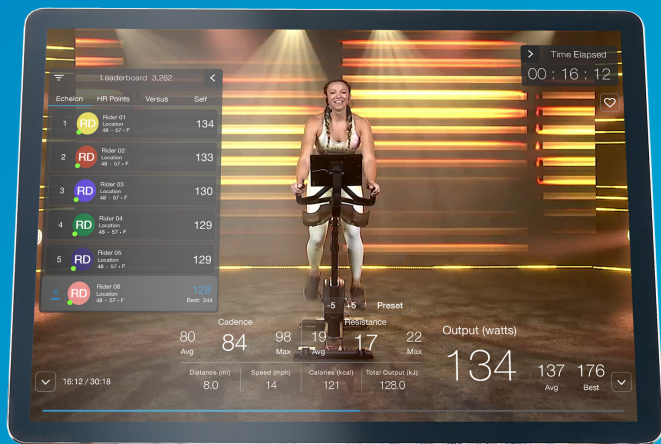 Leaderboard 3,262
Echelon HR Points Versus Self
1 RD Rider 01 Location 48 - 57 • F 134
2 RD Rider 02 Location 48 - 57 • F 133
3 RD Rider 03 Location 48 - 57 • F 130
4 RD Rider 04 Location 48 - 57 • F 129
5 RD Rider 05 Location 48 - 57 • F 129
RD Rider 06 Location 48 - 57 • F 128
Best: 544
Time Elapsed
00 : 16 : 12
-5 +5 Preset
Cadence
80 Avg 84 98 Max
Resistance
19 Avg 17 22 Max
Output (watts)
134 137 Avg 176 Best
Distance (mi) Speed (mph) Calories (kcal) Total Output (kJ)
8.0 14 121 128.0
16:12 / 30:18